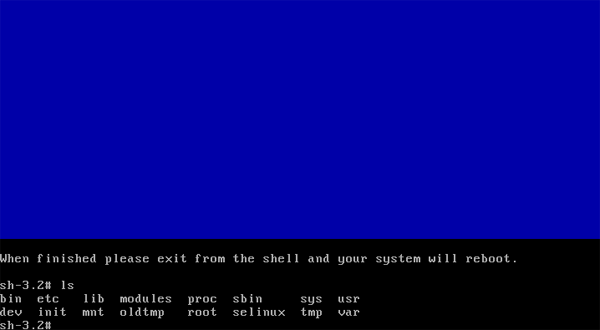 When finished please exit from the shell and your system will reboot.
sh-3.2# ls
bin  etc   lib  modules  proc  sbin     sys  usr
dev  init  mnt  oldtmp   root  selinux  tmp  var
sh-3.2#